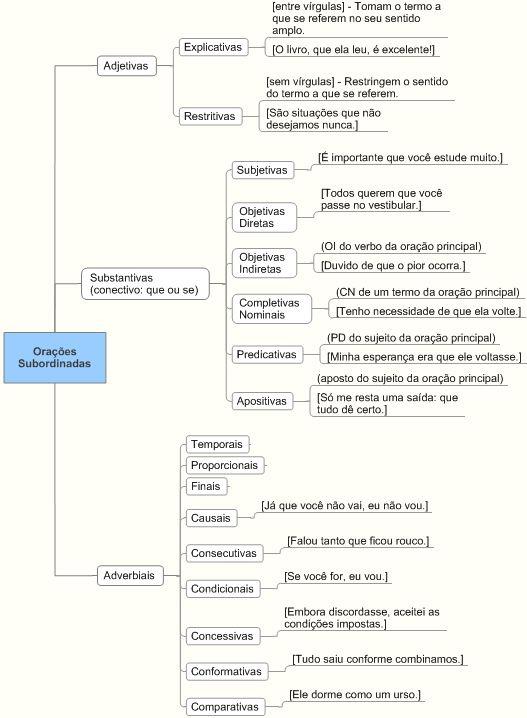 Orações
Subordinadas
Adjetivas
Explicativas
[entre vírgulas] - Tomam o termo a
que se referem no seu sentido
amplo.
[O livro, que ela leu, é excelente!]
Restritivas
[sem vírgulas] - Restringem o sentido
do termo a que se referem.
[São situações que não
desejamos nunca.]
Substantivas
(conectivo: que ou se)
Subjetivas
[É importante que você estude muito.]
Objetivas
Diretas
[Todos querem que você
passe no vestibular.]
Objetivas
Indiretas
(OI do verbo da oração principal)
[Duvido de que o pior ocorra.]
Completivas
Nominais
(CN de um termo da oração principal)
[Tenho necessidade de que ela volte.]
Predicativas
(PD do sujeito da oração principal)
[Minha esperança era que ele voltasse.]
Apositivas
(aposto do sujeito da oração principal)
[Só me resta uma saída: que
tudo dê certo.]
Adverbiais
Temporais
Proporcionais
Finais
Causais
[Já que você não vai, eu não vou.]
Consecutivas
[Falou tanto que ficou rouco.]
Condicionais
[Se você for, eu vou.]
Concessivas
[Embora discordasse, aceitei as
condições impostas.]
Conformativas
[Tudo saiu conforme combinamos.]
Comparativas
[Ele dorme como um urso.]